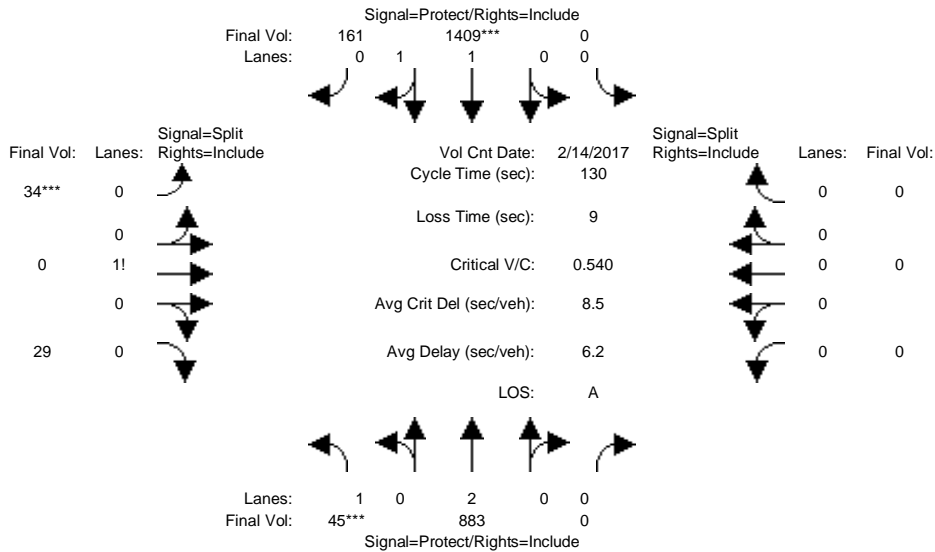 Signal=Protect/Rights=Include
Final Vol: 161 1409*** 0
Lanes: 0 1 1 0 0
Signal=Split Signal=Split
Final Vol: Lanes: Rights=Include Vol Cnt Date: 2/14/2017 Rights=Include Lanes: Final Vol:
Cycle Time (sec): 130
34*** 0 0 0
Loss Time (sec): 9
0 0
0 1! Critical V/C: 0.540 0 0
0 Avg Crit Del (sec/veh): 8.5 0
29 0 Avg Delay (sec/veh): 6.2 0 0
LOS: A
Lanes: 1 0 2 0 0
Final Vol: 45*** 883 0
Signal=Protect/Rights=Include